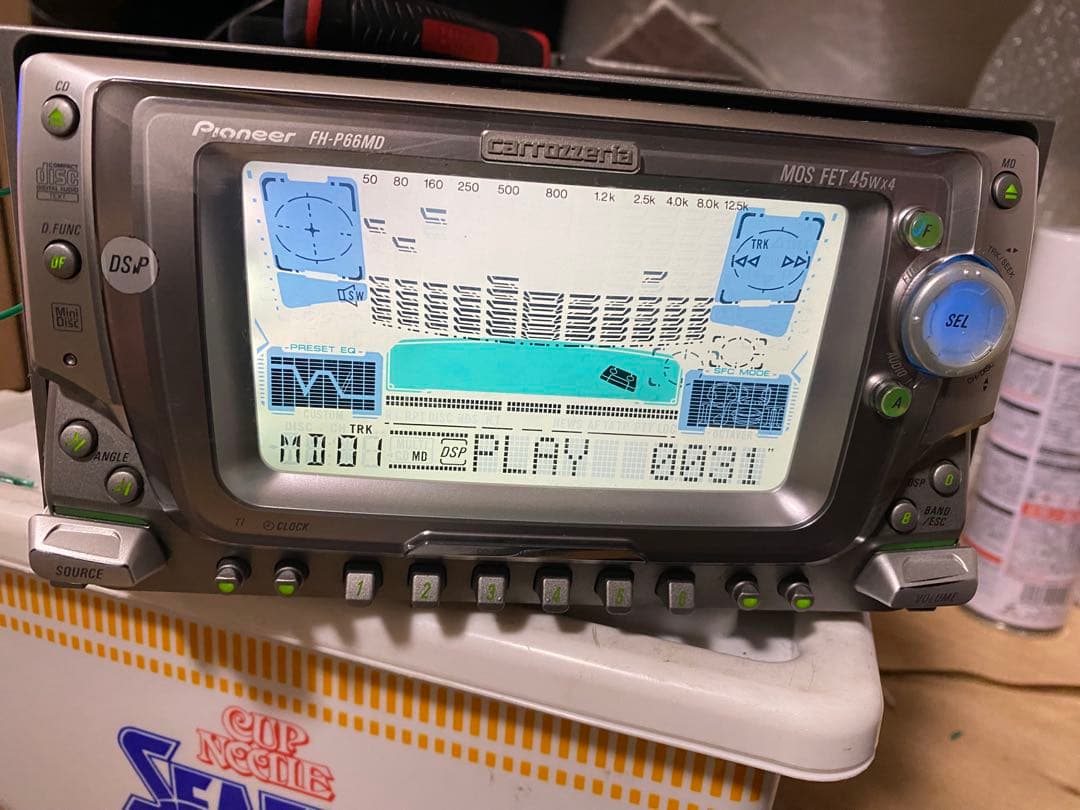 CD
Pioneer FH-P66MD
carrozzeria
MOS FET 45W×4
MD
COMPACT
disc
DIGITAL AUDIO
TEXT
50 80 160 250 500 800 1.2k 2.5k 4.0k 8.0k 12.5k
D.FUNC
DF
DSP
F
TRK/SEEK
TRK
SW
Mini
Disc
SEL
PRESET EQ
SFC MODE
AUDIO
A
ANGLE
TRK
MD01 MD DSP PLAY 0031"
DSP D
B BAND
/ESC
TI CLOCK
SOURCE
1 2 3 4 5 6
VOLUME
CUP
NOODLE